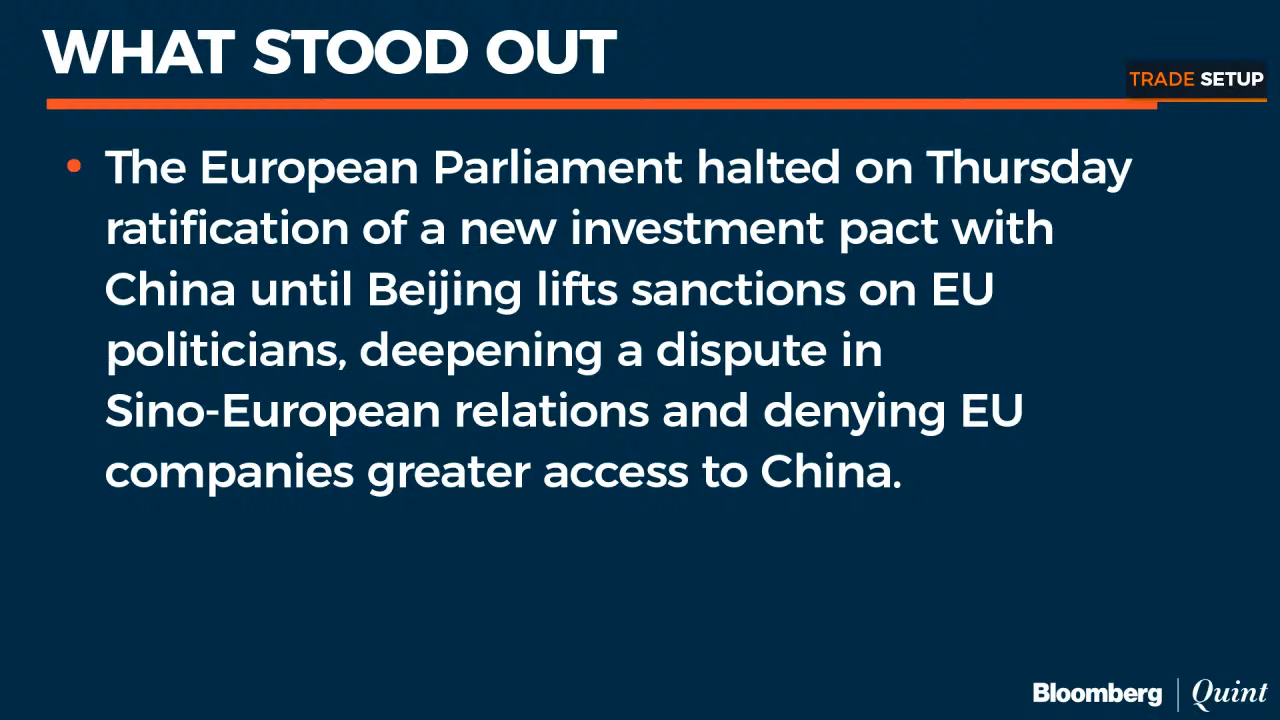 WHAT STOOD OUT
TRADE SETUP
• The European Parliament halted on Thursday
ratification of a new investment pact with
China until Beijing lifts sanctions on EU
politicians, deepening a dispute in
Sino-European relations and denying EU
companies greater access to China.
Bloomberg | Quint